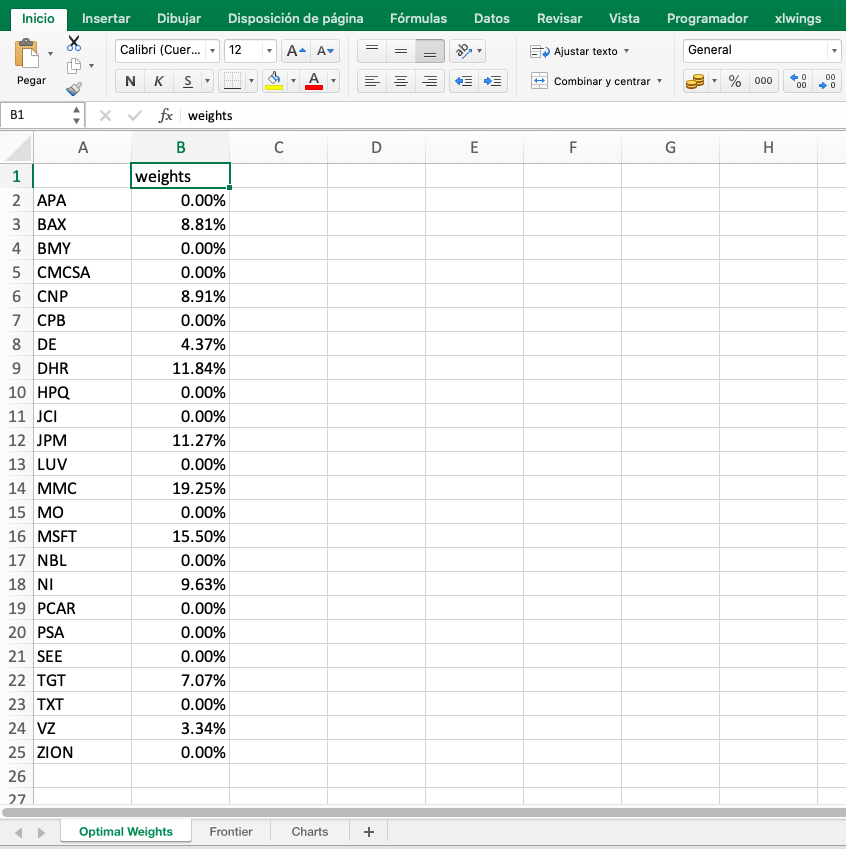 Inicio Insertar Dibujar Disposición de página Fórmulas Datos Revisar Vista Programador xlwings
Pegar
Calibri (Cuer... 12 A A
N K S A
Ajustar texto
Combinar y centrar
General
% 000 0 00 00 0
B1 fx weights
A B C D E F G H
1 weights
2 APA 0.00%
3 BAX 8.81%
4 BMY 0.00%
5 CMCSA 0.00%
6 CNP 8.91%
7 CPB 0.00%
8 DE 4.37%
9 DHR 11.84%
10 HPQ 0.00%
11 JCI 0.00%
12 JPM 11.27%
13 LUV 0.00%
14 MMC 19.25%
15 MO 0.00%
16 MSFT 15.50%
17 NBL 0.00%
18 NI 9.63%
19 PCAR 0.00%
20 PSA 0.00%
21 SEE 0.00%
22 TGT 7.07%
23 TXT 0.00%
24 VZ 3.34%
25 ZION 0.00%
26
27
Optimal Weights Frontier Charts +